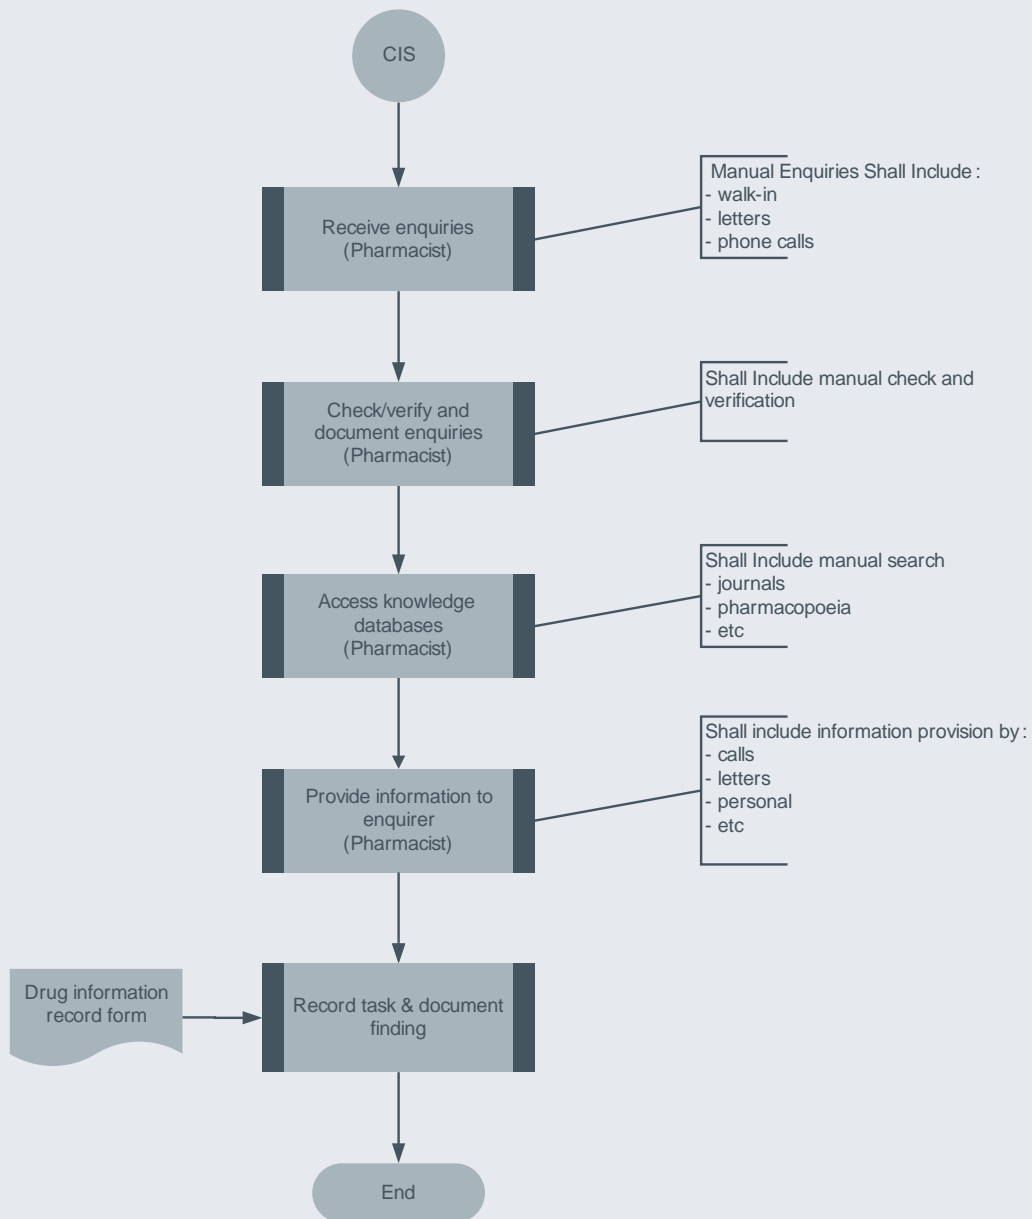 CIS
Receive enquiries
(Pharmacist)
Manual Enquiries Shall Include :
- walk-in
- letters
- phone calls
Check/verify and
document enquiries
(Pharmacist)
Shall Include manual check and
verification
Access knowledge
databases
(Pharmacist)
Shall Include manual search
- journals
- pharmacopoeia
- etc
Provide information to
enquirer
(Pharmacist)
Shall include information provision by :
- calls
- letters
- personal
- etc
Drug information
record form
Record task & document
finding
End